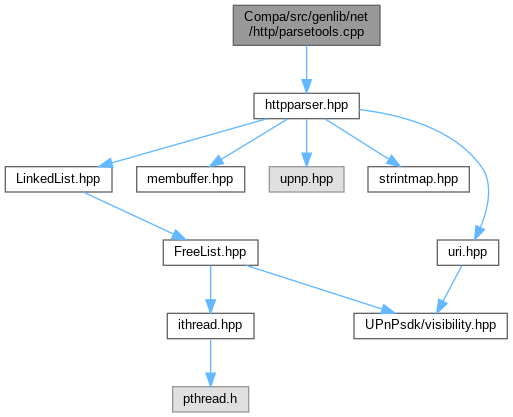 Compa/src/genlib/net
/http/parsetools.cpp
httpparser.hpp
LinkedList.hpp
membuffer.hpp
upnp.hpp
strintmap.hpp
FreeList.hpp
uri.hpp
ithread.hpp
UPnPsdk/visibility.hpp
pthread.h